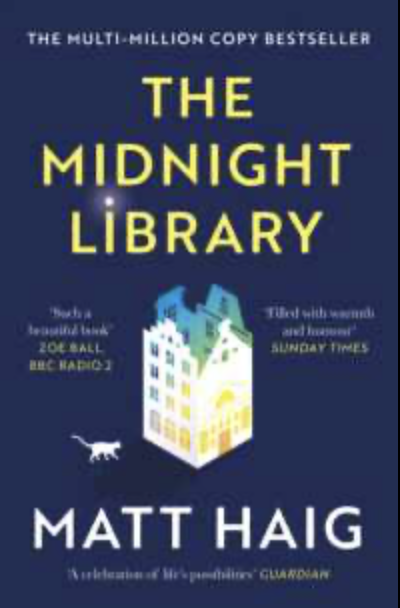 THE MULTI-MILLION COPY BESTSELLER
THE
MIDNIGHT
LIBRARY
'Such a
beautiful book'
ZOE BALL,
BBC RADIO 2
'Filled with warmth
and humour'
SUNDAY TIMES
MATT HAIG
'A celebration of life's possibilities' GUARDIAN